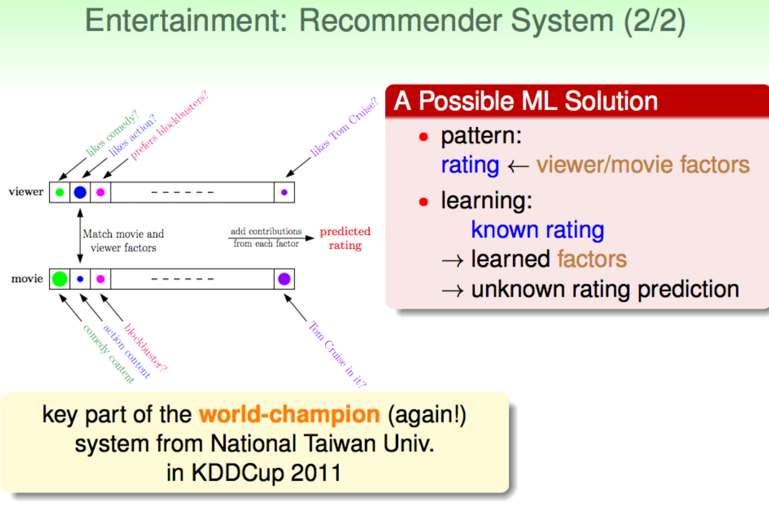 Entertainment: Recommender System (2/2)
likes comedy?
likes action?
prefers blockbusters?
likes Tom Cruise?
viewer
Match movie and
viewer factors
add contributions
from each factor
predicted
rating
movie
comedy content
action content
blockbuster?
Tom Cruise in it?
A Possible ML Solution
• pattern:
rating ← viewer/movie factors
• learning:
known rating
→ learned factors
→ unknown rating prediction
key part of the world-champion (again!)
system from National Taiwan Univ.
in KDDCup 2011